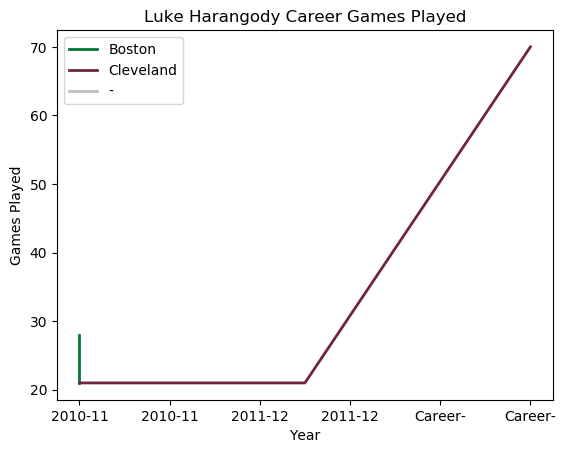 Luke Harangody Career Games Played
Boston
Cleveland
-
70
60
50
40
30
20
Games Played
2010-11 2010-11 2011-12 2011-12 Career- Career-
Year